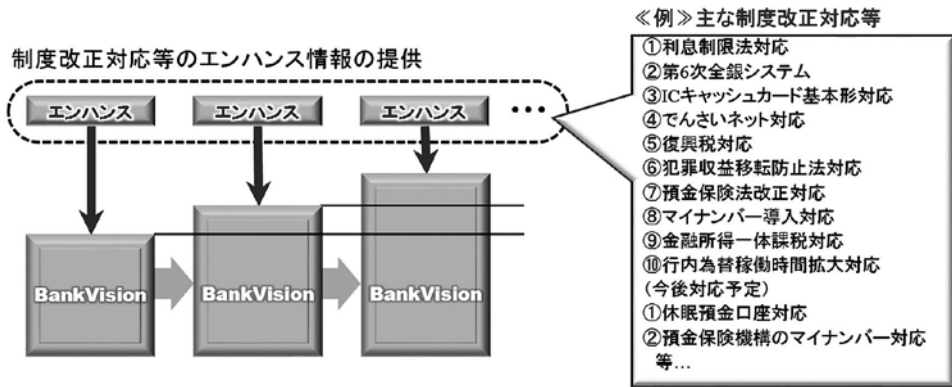 ≪例≫主な制度改正対応等
制度改正対応等のエンハンス情報の提供
エンハンス
エンハンス
エンハンス
•••
BankVision
BankVision
BankVision
①利息制限法対応
②第6次全銀システム
③ICキャッシュカード基本形対応
④でんさいネット対応
⑤復興税対応
⑥犯罪収益移転防止法対応
⑦預金保険法改正対応
⑧マイナンバー導入対応
⑨金融所得一体課税対応
⑩行内為替稼働時間拡大対応
(今後対応予定)
①休眠預金口座対応
②預金保険機構のマイナンバー対応
等…